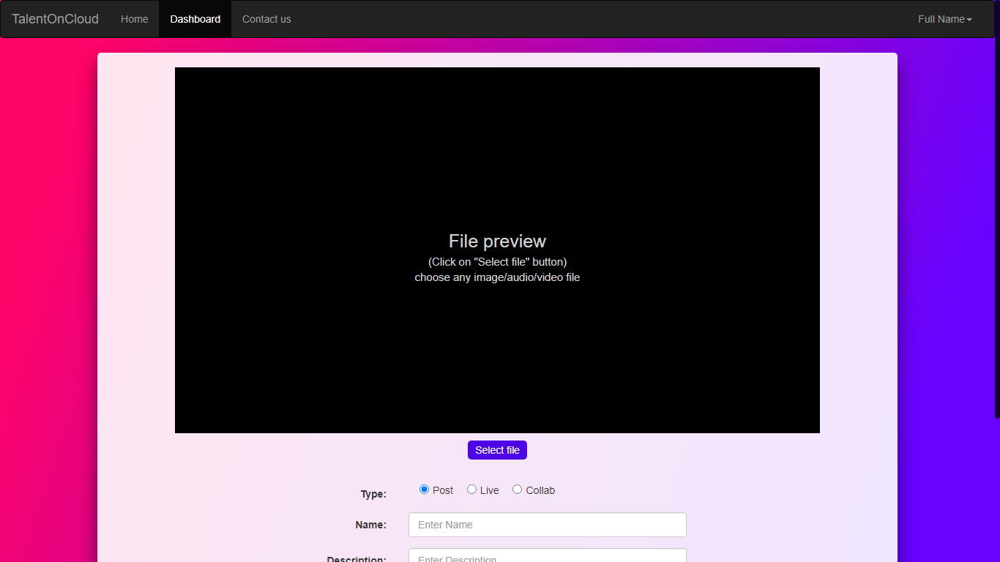 TalentOnCloud Home Dashboard Contact us Full Name
File preview
(Click on "Select file" button)
choose any image/audio/video file
Select file
Type: Post Live Collab
Name: Enter Name
Description: Enter Description